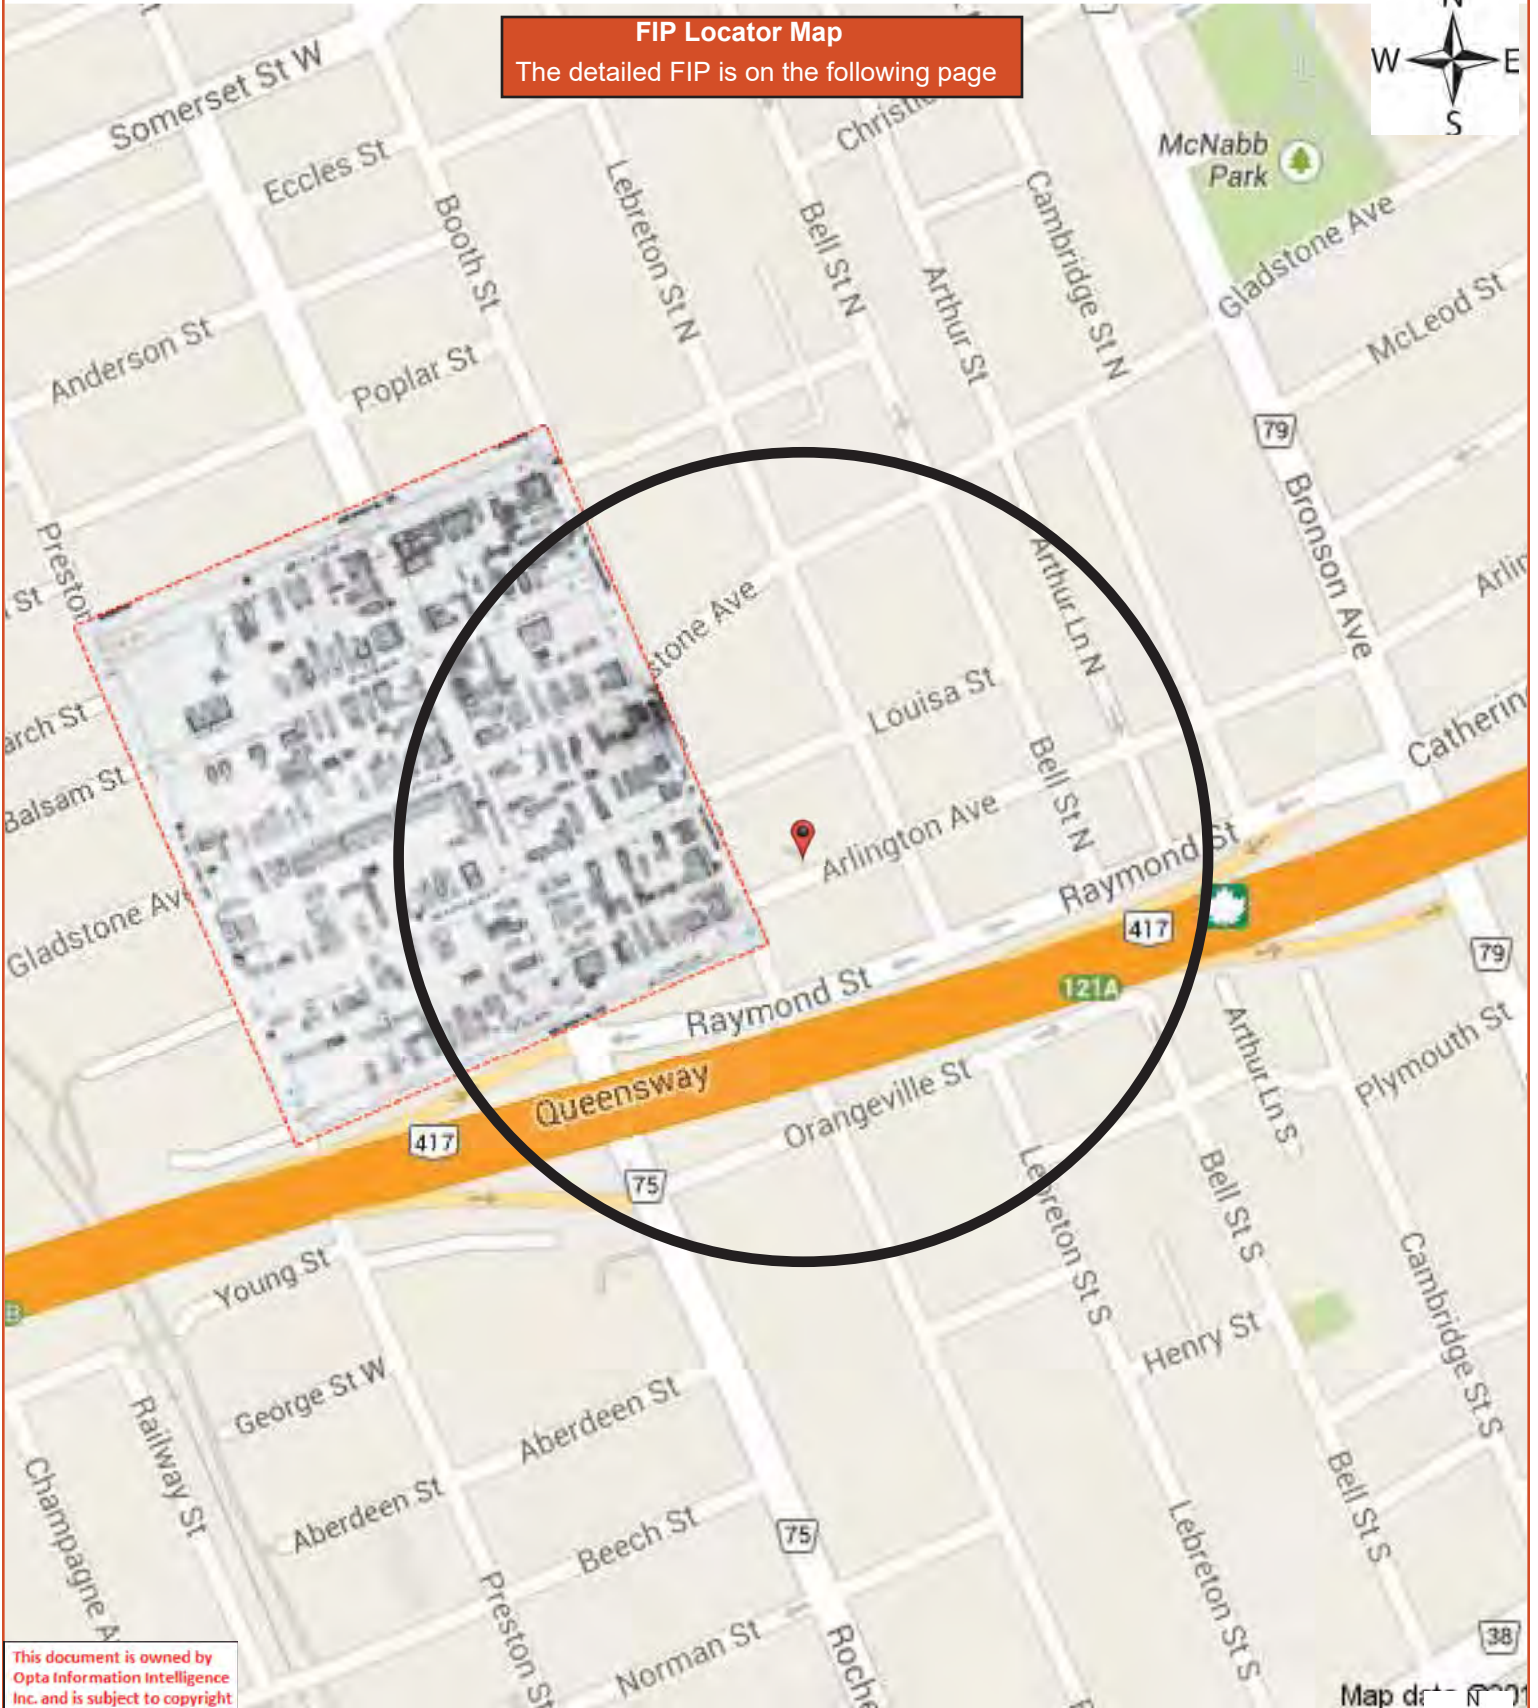 FIP Locator Map
The detailed FIP is on the following page
N
W
E
S
Somerset St W
Eccles St
Booth St
Lebreton St N
Bell St N
Arthur St
Cambridge St N
McNabb
Park
Gladstone Ave
McLeod St
Anderson St
Poplar St
79
Bronson Ave
Preston
St
Arthur Ln N
stone Ave
arch St
Balsam St
Louisa St
Bell St N
Arlington Ave
Raymond St
Gladstone Av
417
79
121A
Raymond St
Queensway
Orangeville St
Arthur Ln S
Plymouth St
417
75
Lebreton St S
Bell St S
Cambridge St S
Young St
B
Henry St
George St W
Aberdeen St
Railway St
Champagne A
Aberdeen St
Beech St
75
Bell St S
Lebreton St S
Preston St
Norman St
Roche
38
This document is owned by
Opta Information Intelligence
Inc. and is subject to copyright
N